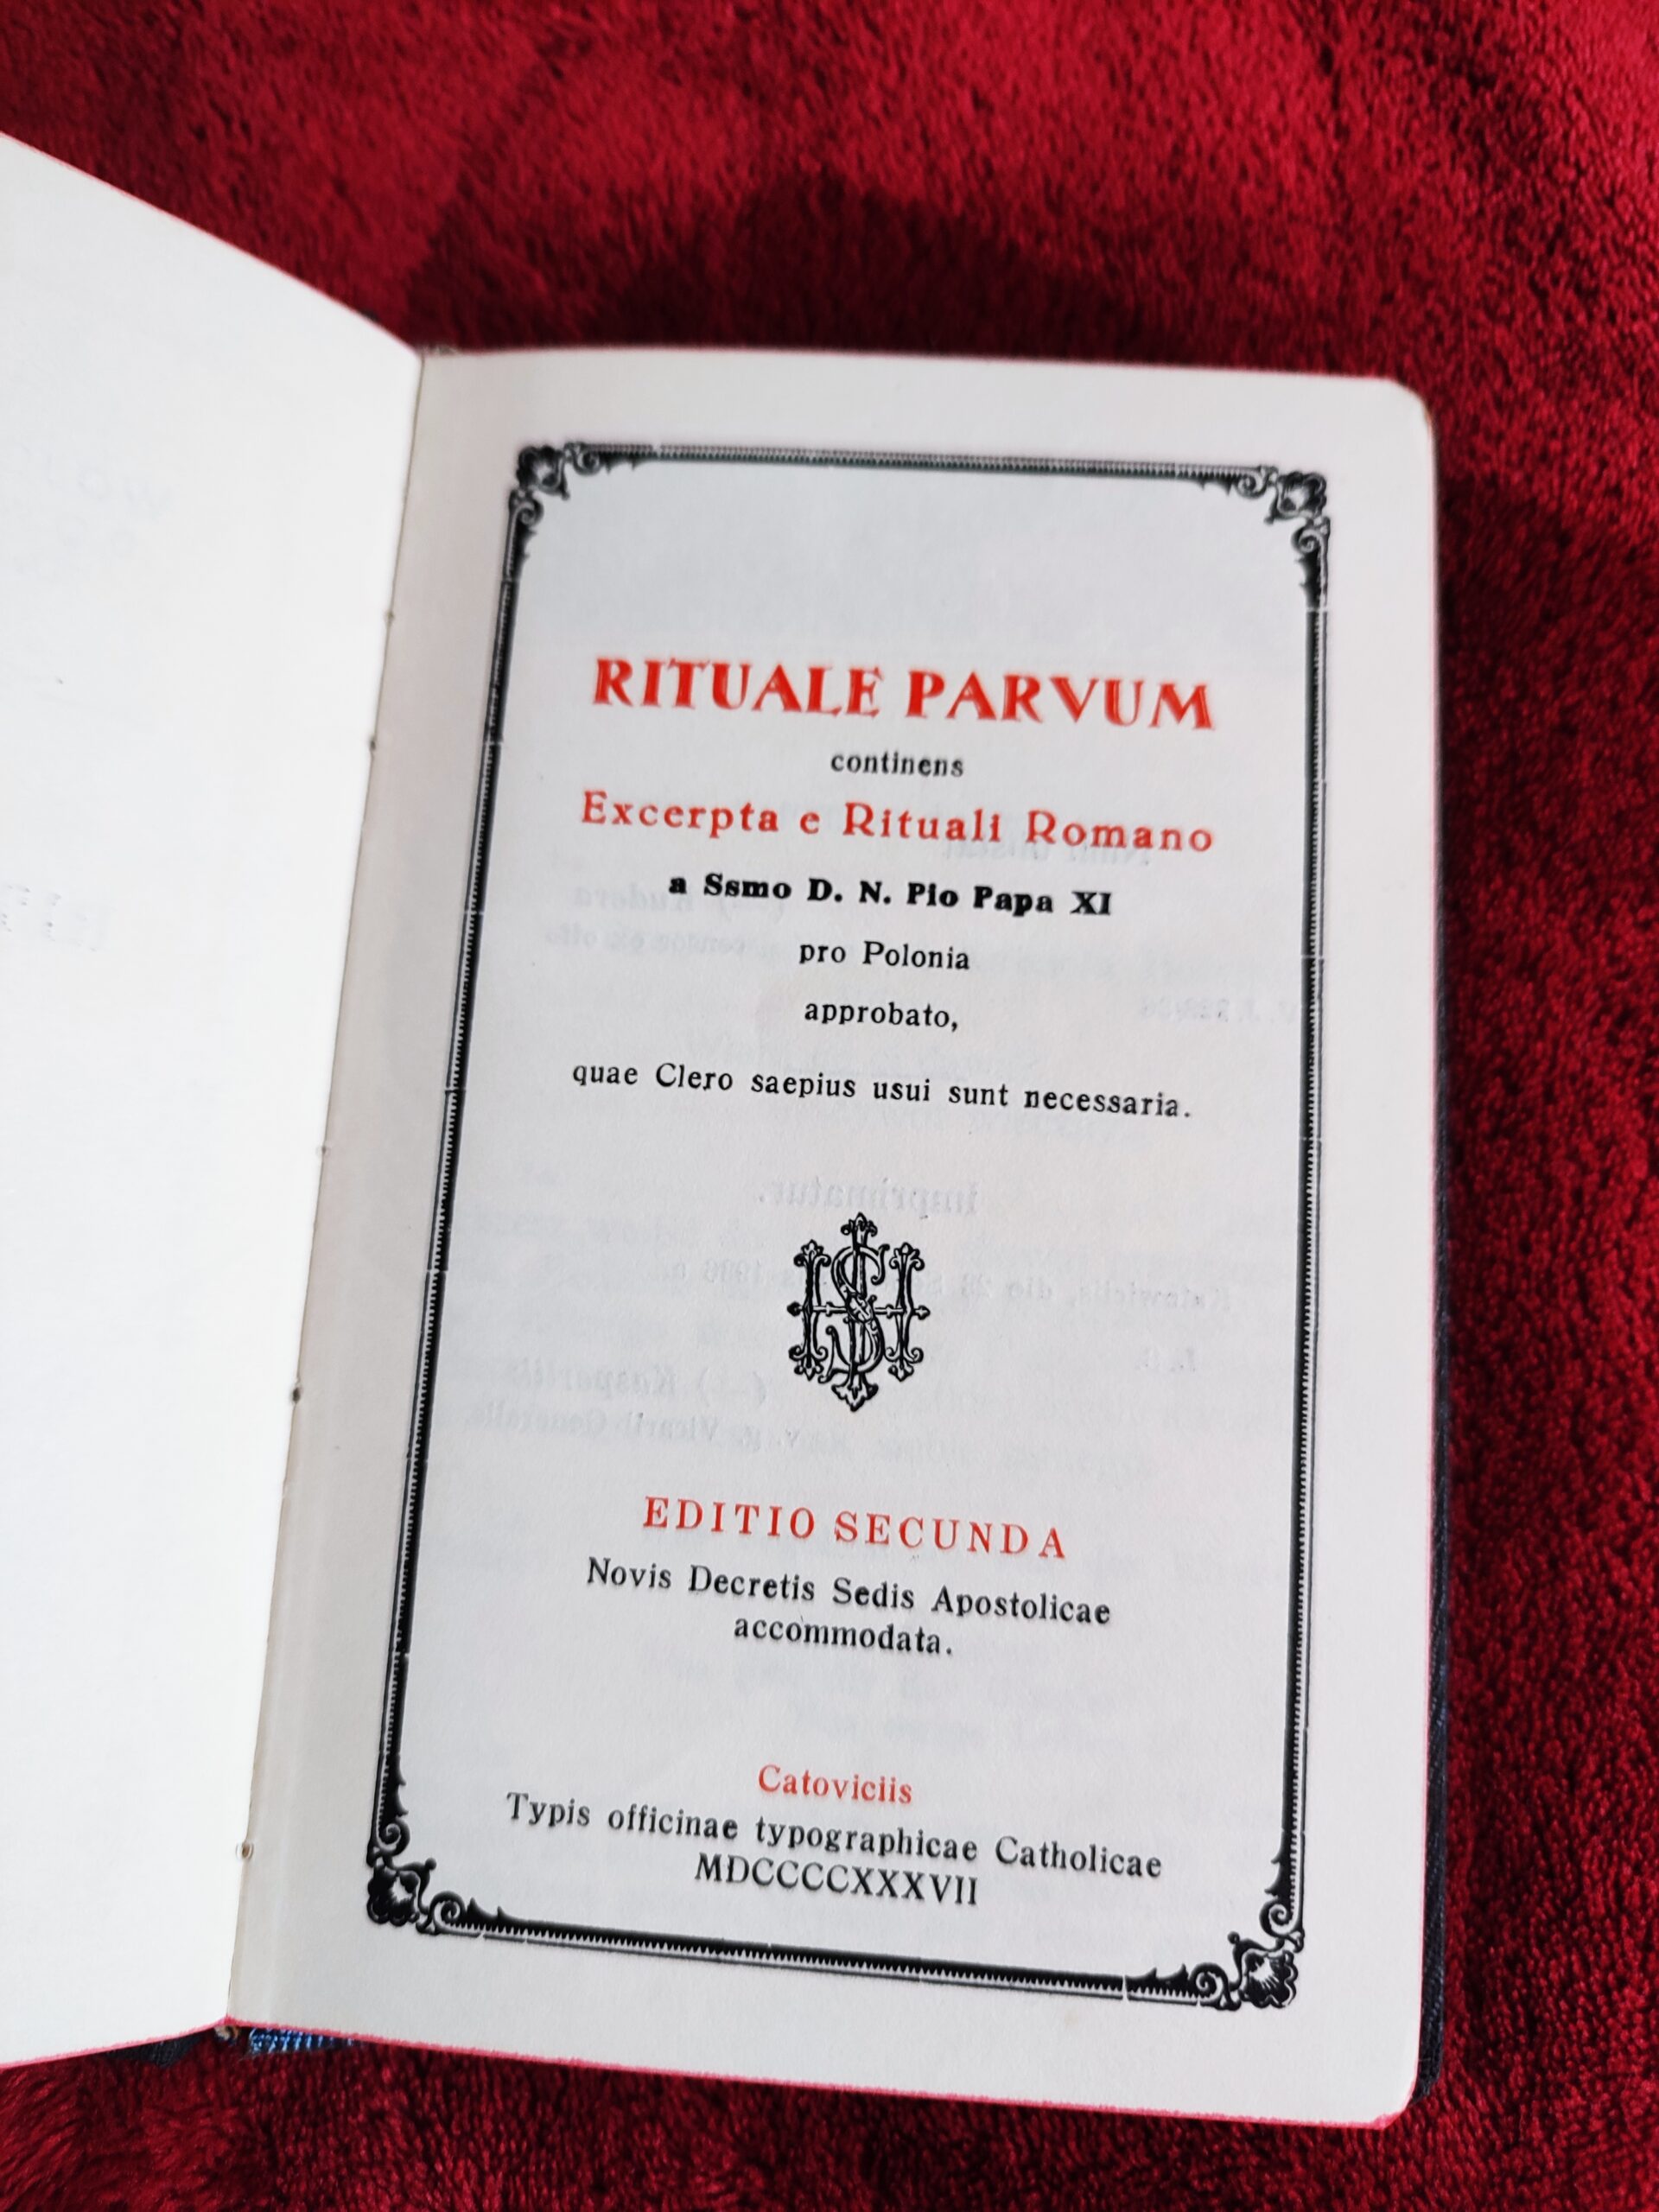 RITUALE PARVUM
continens
Excerpta e Rituali Romano
a Ssmo D. N. Pio Papa XI
pro Polonia
approbato,
quae Clero saepius usui sunt necessaria.
IHS
EDITIO SECUNDA
Novis Decretis Sedis Apostolicae
accommodata.
Catoviciis
Typis officinae typographicae Catholicae
MDCCCCXXXVII